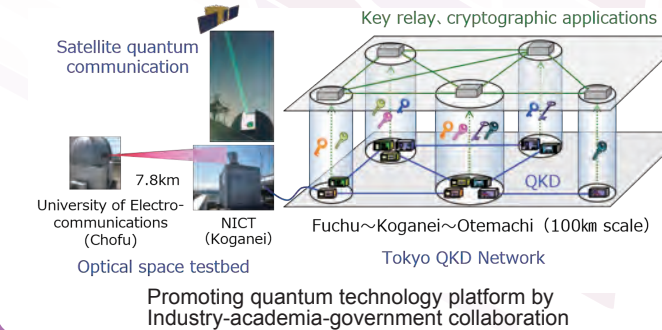 Key relay、cryptographic applications
Satellite quantum
communication
7.8km
University of Electro-
communications
(Chofu)
NICT
(Koganei)
QKD
Fuchu～Koganei～Otemachi（100㎞ scale）
Optical space testbed
Tokyo QKD Network
Promoting quantum technology platform by
Industry-academia-government collaboration